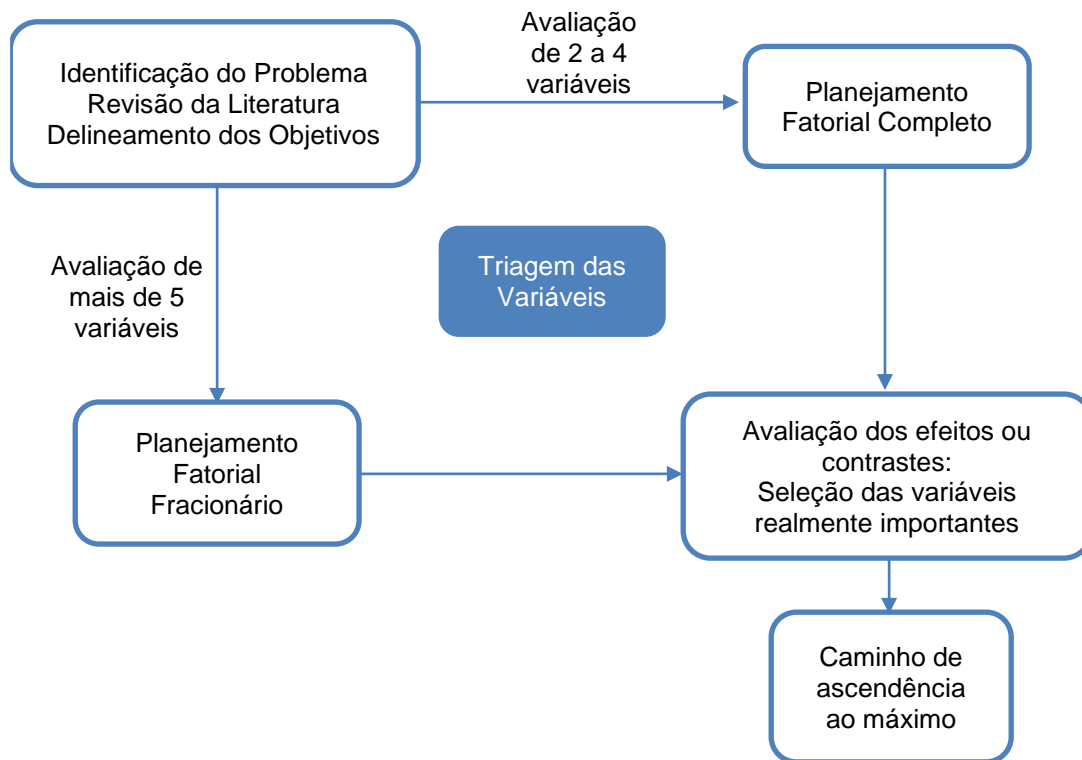 Identificação do Problema
Revisão da Literatura
Delineamento dos Objetivos
Avaliação
de 2 a 4
variáveis
Planejamento
Fatorial Completo
Avaliação de
mais de 5
variáveis
Triagem das
Variáveis
Planejamento
Fatorial
Fracionário
Avaliação dos efeitos ou
contrastes:
Seleção das variáveis
realmente importantes
Caminho de
ascendência
ao máximo